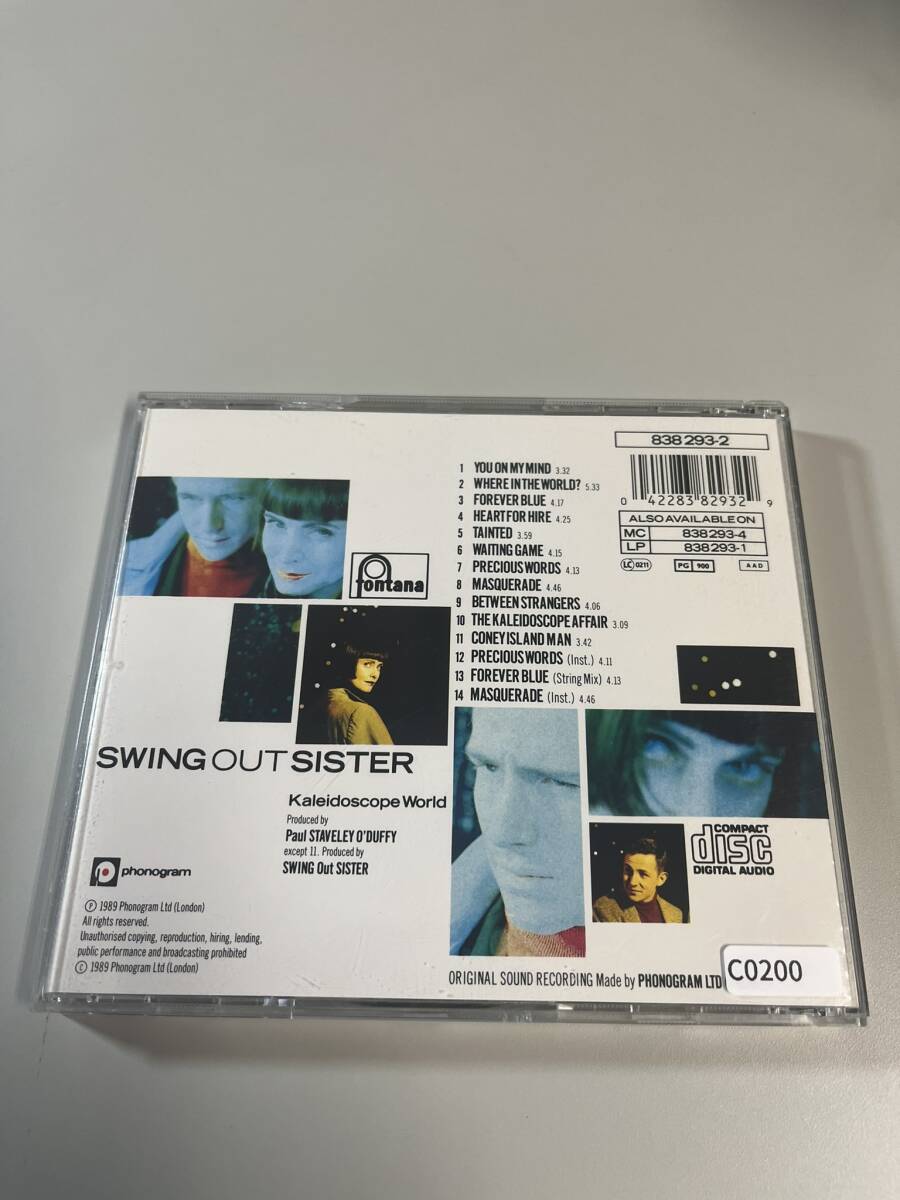 838 293-2
1 YOU ON MY MIND 3.32
2 WHERE IN THE WORLD? 5.33
3 FOREVER BLUE 4.17
4 HEART FOR HIRE 4.25
5 TAINTED 3.59
6 WAITING GAME 4.15
7 PRECIOUS WORDS 4.13
8 MASQUERADE 4.46
9 BETWEEN STRANGERS 4.06
10 THE KALEIDOSCOPE AFFAIR 3.09
11 CONEY ISLAND MAN 3.42
12 PRECIOUS WORDS (Inst.) 4.11
13 FOREVER BLUE (String Mix) 4.13
14 MASQUERADE (Inst.) 4.46
0 42283 82932 9
ALSO AVAILABLE ON
MC 838 293-4
LP 838 293-1
LC 0211 PG 900 AAD
fontana
SWING OUT SISTER
Kaleidoscope World
Produced by
Paul STAVELEY O'DUFFY
except 11. Produced by
SWING Out SISTER
phonogram
℗ 1989 Phonogram Ltd (London)
All rights reserved.
Unauthorised copying, reproduction, hiring, lending,
public performance and broadcasting prohibited
© 1989 Phonogram Ltd (London)
COMPACT
disc
DIGITAL AUDIO
ORIGINAL SOUND RECORDING Made by PHONOGRAM LTD
C0200